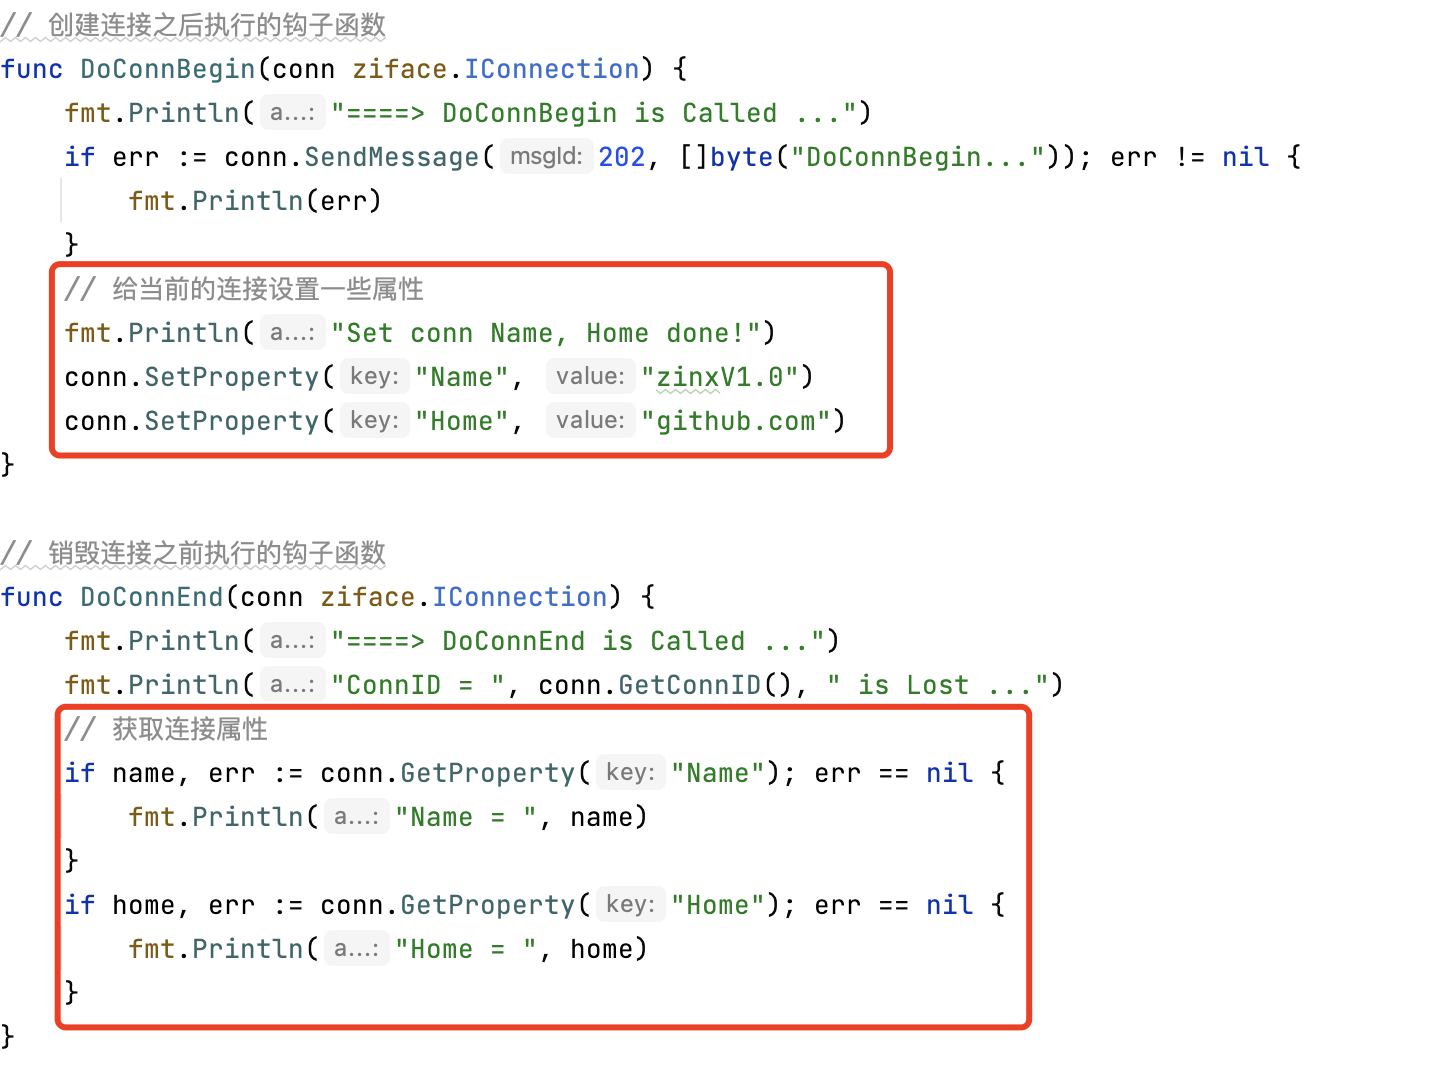 // 创建连接之后执行的钩子函数
func DoConnBegin(conn ziface.IConnection) {
    fmt.Println( a...: "====> DoConnBegin is Called ...")
    if err := conn.SendMessage( msgId: 202, []byte("DoConnBegin...")); err != nil {
        fmt.Println(err)
    }
    // 给当前的连接设置一些属性
    fmt.Println( a...: "Set conn Name, Home done!")
    conn.SetProperty( key: "Name", value: "zinxV1.0")
    conn.SetProperty( key: "Home", value: "github.com")
}
// 销毁连接之前执行的钩子函数
func DoConnEnd(conn ziface.IConnection) {
    fmt.Println( a...: "====> DoConnEnd is Called ...")
    fmt.Println( a...: "ConnID = ", conn.GetConnID(), " is Lost ...")
    // 获取连接属性
    if name, err := conn.GetProperty( key: "Name"); err == nil {
        fmt.Println( a...: "Name = ", name)
    }
    if home, err := conn.GetProperty( key: "Home"); err == nil {
        fmt.Println( a...: "Home = ", home)
    }
}